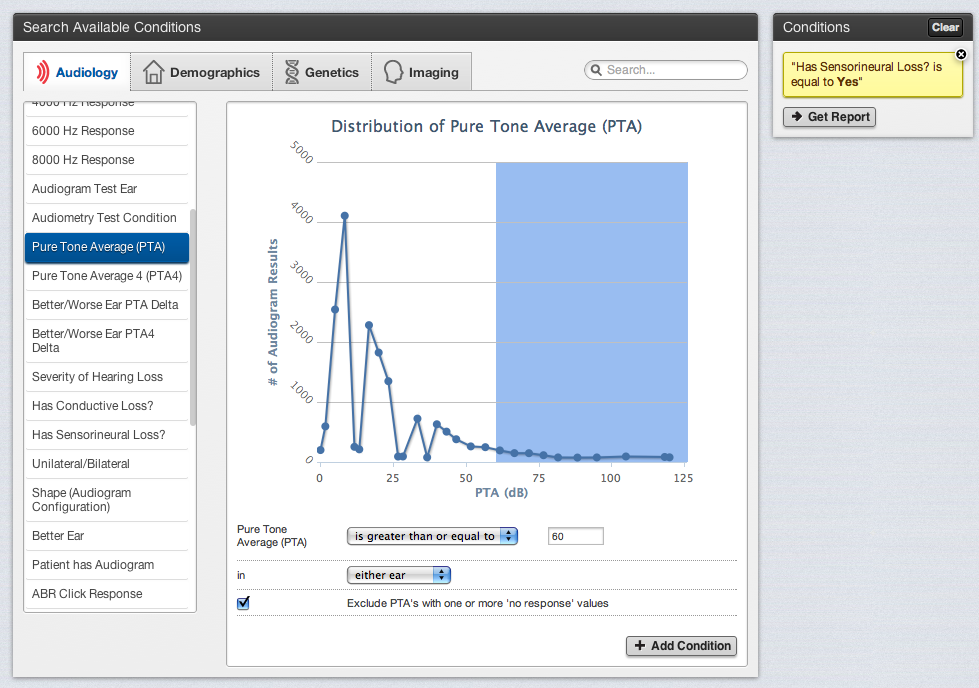 Search Available Conditions
Audiology
Demographics
Genetics
Imaging
Search...
4000 Hz Response
6000 Hz Response
8000 Hz Response
Audiogram Test Ear
Audiometry Test Condition
Pure Tone Average (PTA)
Pure Tone Average 4 (PTA4)
Better/Worse Ear PTA Delta
Better/Worse Ear PTA4
Delta
Severity of Hearing Loss
Has Conductive Loss?
Has Sensorineural Loss?
Unilateral/Bilateral
Shape (Audiogram
Configuration)
Better Ear
Patient has Audiogram
ABR Click Response
Distribution of Pure Tone Average (PTA)
# of Audiogram Results
5000
4000
3000
2000
1000
0
0 25 50 75 100 125
PTA (dB)
Pure Tone
Average (PTA)
is greater than or equal to
60
in
either ear
Exclude PTA's with one or more 'no response' values
+ Add Condition
Conditions
Clear
"Has Sensorineural Loss? is
equal to Yes"
Get Report